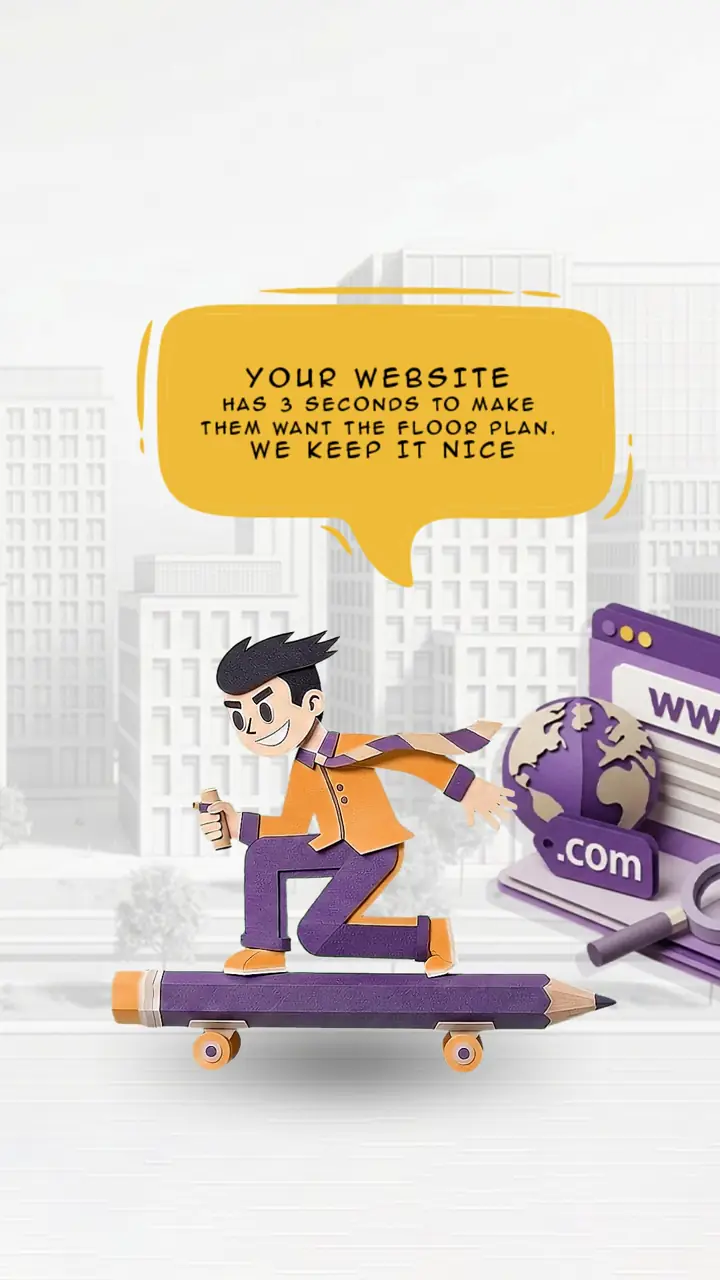 YOUR WEBSITE
HAS 3 SECONDS TO MAKE
THEM WANT THE FLOOR PLAN.
WE KEEP IT NICE
WW
.com